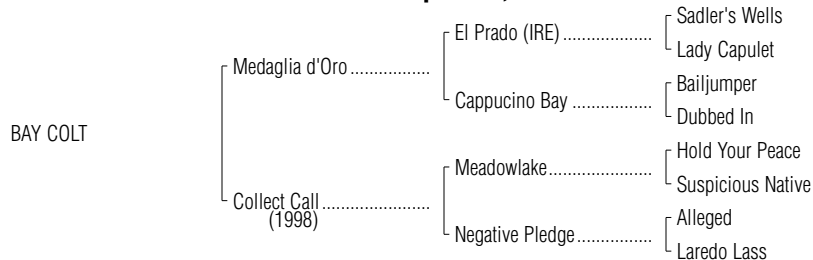 Sadler's Wells
El Prado (IRE) ....................
Lady Capulet
Medaglia d'Oro .................
Bailjumper
Cappucino Bay ..................
Dubbed In
BAY COLT
Hold Your Peace
Meadowlake.......................
Suspicious Native
Collect Call .......................
(1998)
Alleged
Negative Pledge................
Laredo Lass